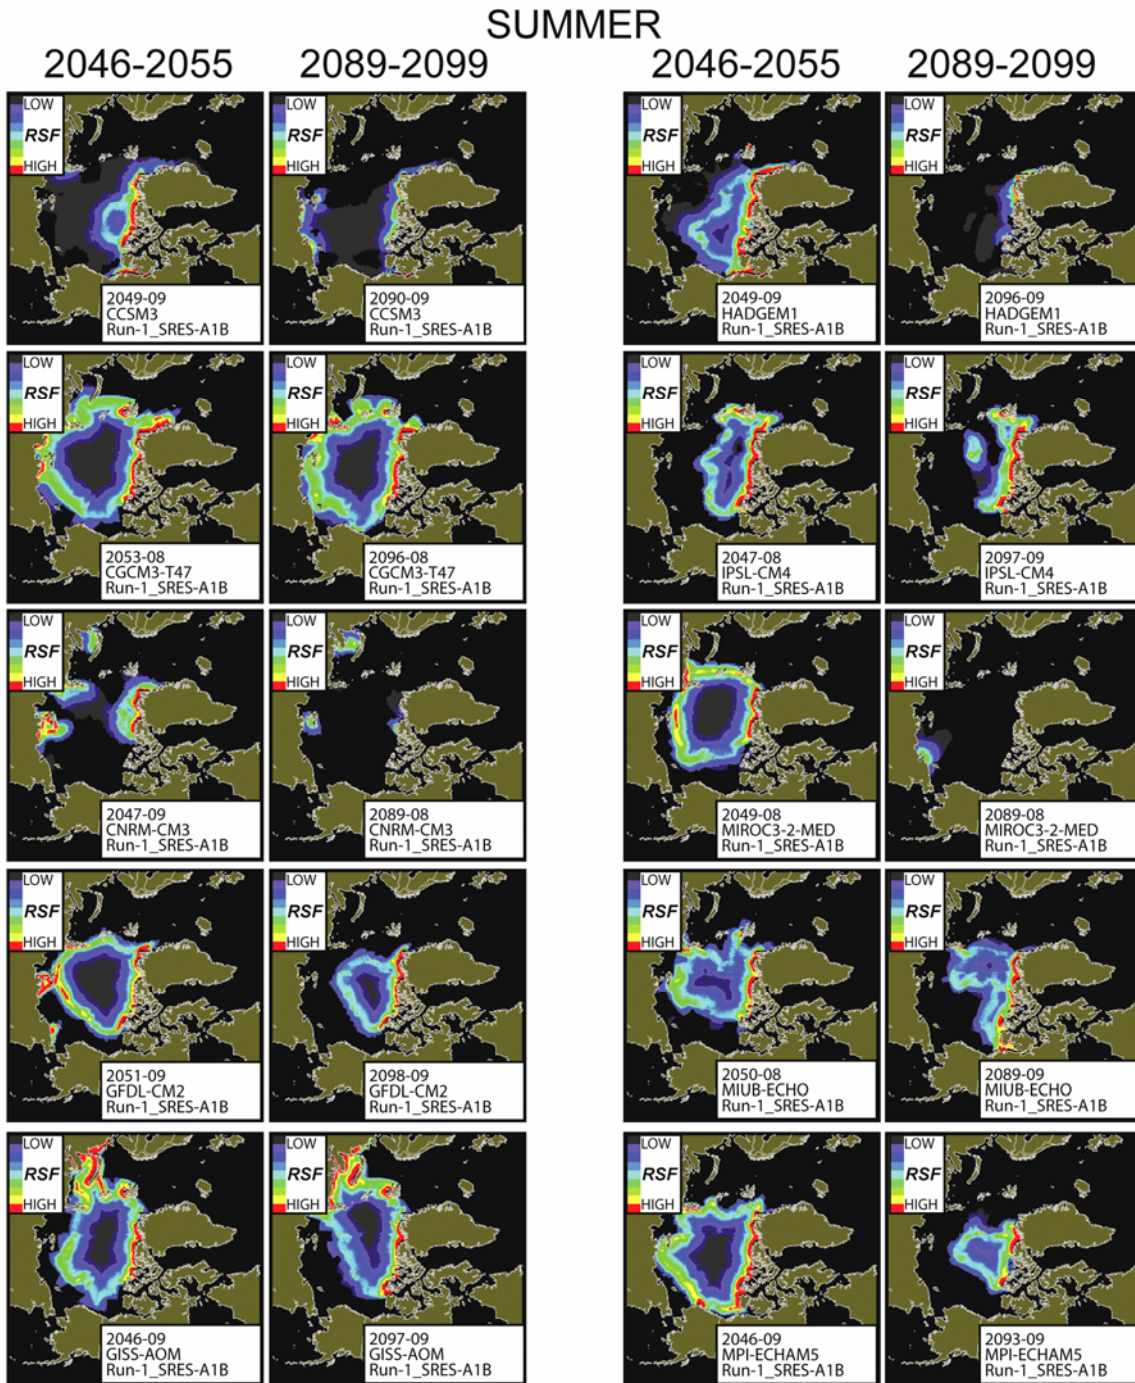 SUMMER
2046-2055 2089-2099 2046-2055 2089-2099
LOW
RSF
HIGH
2049-09
CCSM3
Run-1_SRES-A1B
LOW
RSF
HIGH
2090-09
CCSM3
Run-1_SRES-A1B
LOW
RSF
HIGH
2049-09
HADGEM1
Run-1_SRES-A1B
LOW
RSF
HIGH
2096-09
HADGEM1
Run-1_SRES-A1B
LOW
RSF
HIGH
2053-08
CGCM3-T47
Run-1_SRES-A1B
LOW
RSF
HIGH
2096-08
CGCM3-T47
Run-1_SRES-A1B
LOW
RSF
HIGH
2047-08
IPSL-CM4
Run-1_SRES-A1B
LOW
RSF
HIGH
2097-09
IPSL-CM4
Run-1_SRES-A1B
LOW
RSF
HIGH
2047-09
CNRM-CM3
Run-1_SRES-A1B
LOW
RSF
HIGH
2089-08
CNRM-CM3
Run-1_SRES-A1B
LOW
RSF
HIGH
2049-08
MIROC3-2-MED
Run-1_SRES-A1B
LOW
RSF
HIGH
2089-08
MIROC3-2-MED
Run-1_SRES-A1B
LOW
RSF
HIGH
2051-09
GFDL-CM2
Run-1_SRES-A1B
LOW
RSF
HIGH
2098-09
GFDL-CM2
Run-1_SRES-A1B
LOW
RSF
HIGH
2050-08
MIUB-ECHO
Run-1_SRES-A1B
LOW
RSF
HIGH
2089-09
MIUB-ECHO
Run-1_SRES-A1B
LOW
RSF
HIGH
2046-09
GISS-AOM
Run-1_SRES-A1B
LOW
RSF
HIGH
2097-09
GISS-AOM
Run-1_SRES-A1B
LOW
RSF
HIGH
2046-09
MPI-ECHAM5
Run-1_SRES-A1B
LOW
RSF
HIGH
2093-09
MPI-ECHAM5
Run-1_SRES-A1B